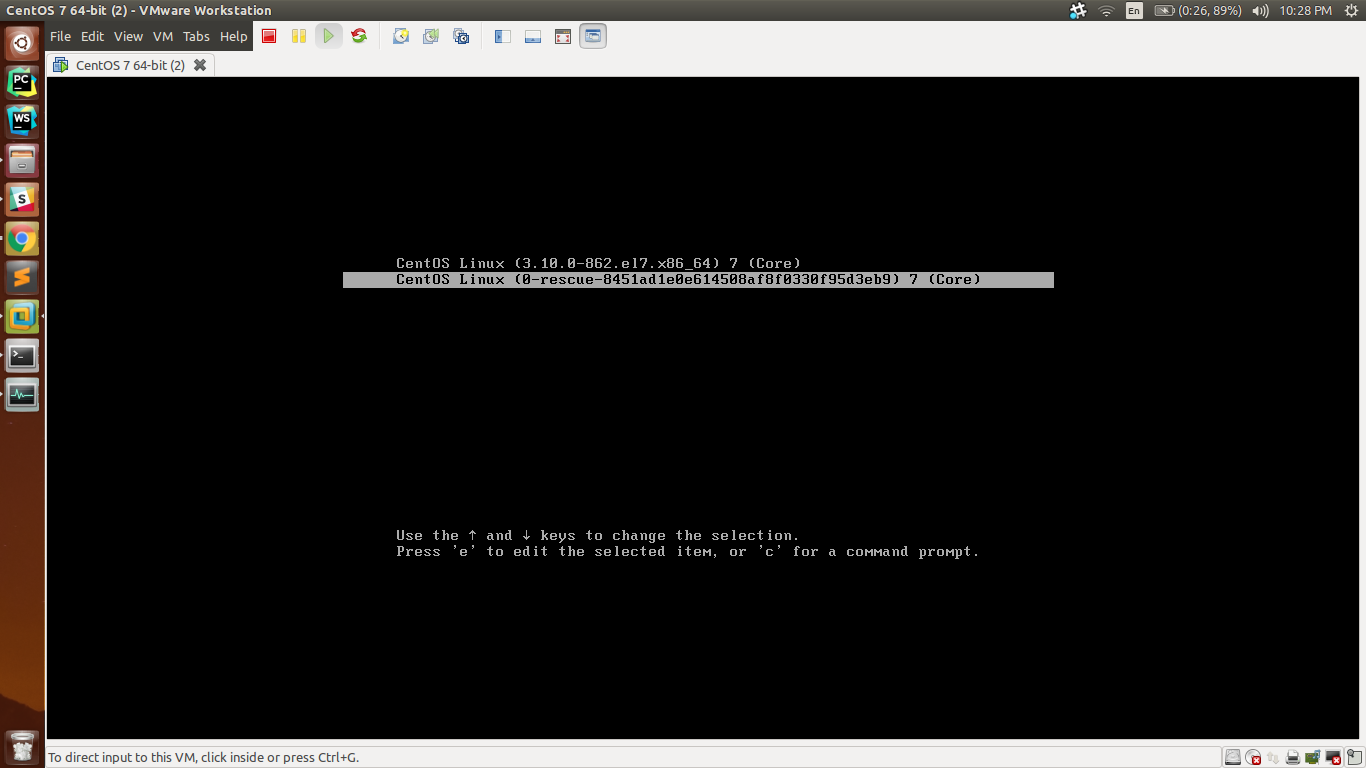 CentOS 7 64-bit (2) - VMware Workstation
En
(0:26, 89%)
10:28 PM
File Edit View VM Tabs Help
CentOS 7 64-bit (2)
PC
WS
S
CentOS Linux (3.10.0-862.el7.x86_64) 7 (Core)
CentOS Linux (0-rescue-8451ad1e0e614508af8f0330f95d3eb9) 7 (Core)
Use the ↑ and ↓ keys to change the selection.
Press 'e' to edit the selected item, or 'c' for a command prompt.
To direct input to this VM, click inside or press Ctrl+G.